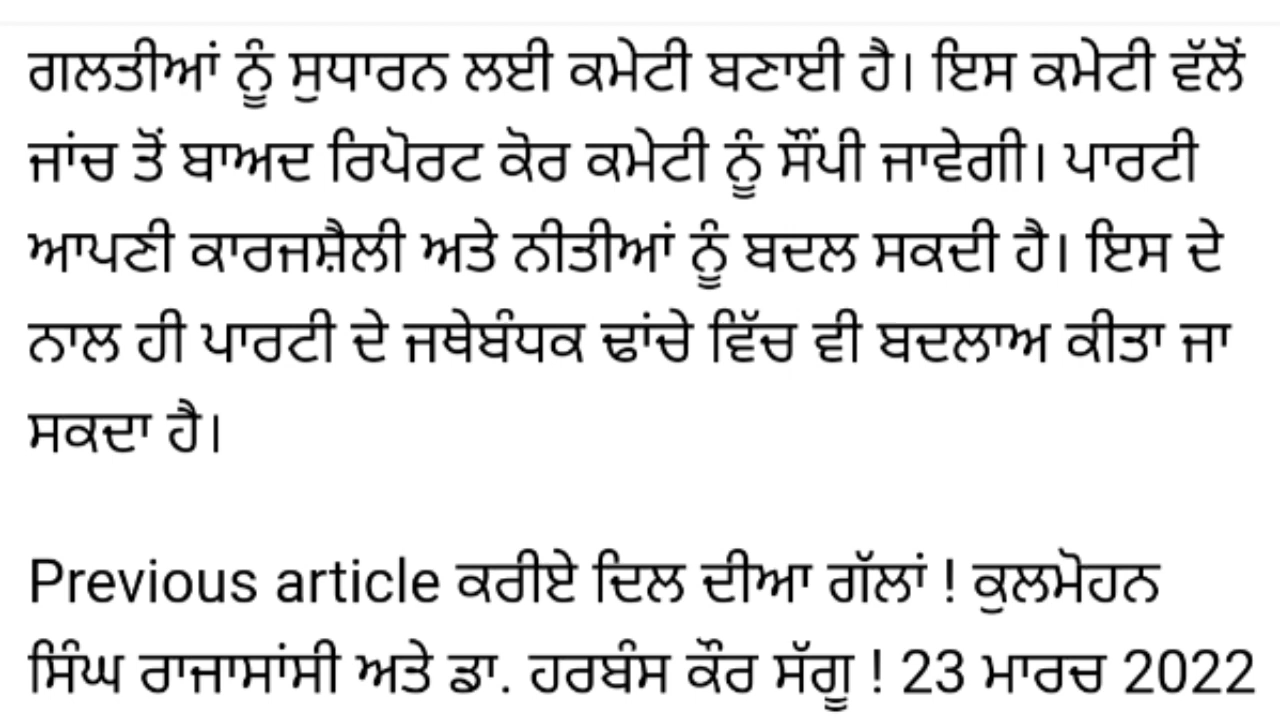 ਗਲਤੀਆਂ ਨੂੰ ਸੁਧਾਰਨ ਲਈ ਕਮੇਟੀ ਬਣਾਈ ਹੈ। ਇਸ ਕਮੇਟੀ ਵੱਲੋਂ
ਜਾਂਚ ਤੋਂ ਬਾਅਦ ਰਿਪੋਰਟ ਕੋਰ ਕਮੇਟੀ ਨੂੰ ਸੌਂਪੀ ਜਾਵੇਗੀ। ਪਾਰਟੀ
ਆਪਣੀ ਕਾਰਜਸ਼ੈਲੀ ਅਤੇ ਨੀਤੀਆਂ ਨੂੰ ਬਦਲ ਸਕਦੀ ਹੈ। ਇਸ ਦੇ
ਨਾਲ ਹੀ ਪਾਰਟੀ ਦੇ ਜਥੇਬੰਧਕ ਢਾਂਚੇ ਵਿੱਚ ਵੀ ਬਦਲਾਅ ਕੀਤਾ ਜਾ
ਸਕਦਾ ਹੈ।
Previous article ਕਰੀਏ ਦਿਲ ਦੀਆ ਗੱਲਾਂ ! ਕੁਲਮੋਹਨ
ਸਿੰਘ ਰਾਜਾਸਾਂਸੀ ਅਤੇ ਡਾ. ਹਰਬੰਸ ਕੌਰ ਸੱਗੂ ! 23 ਮਾਰਚ 2022